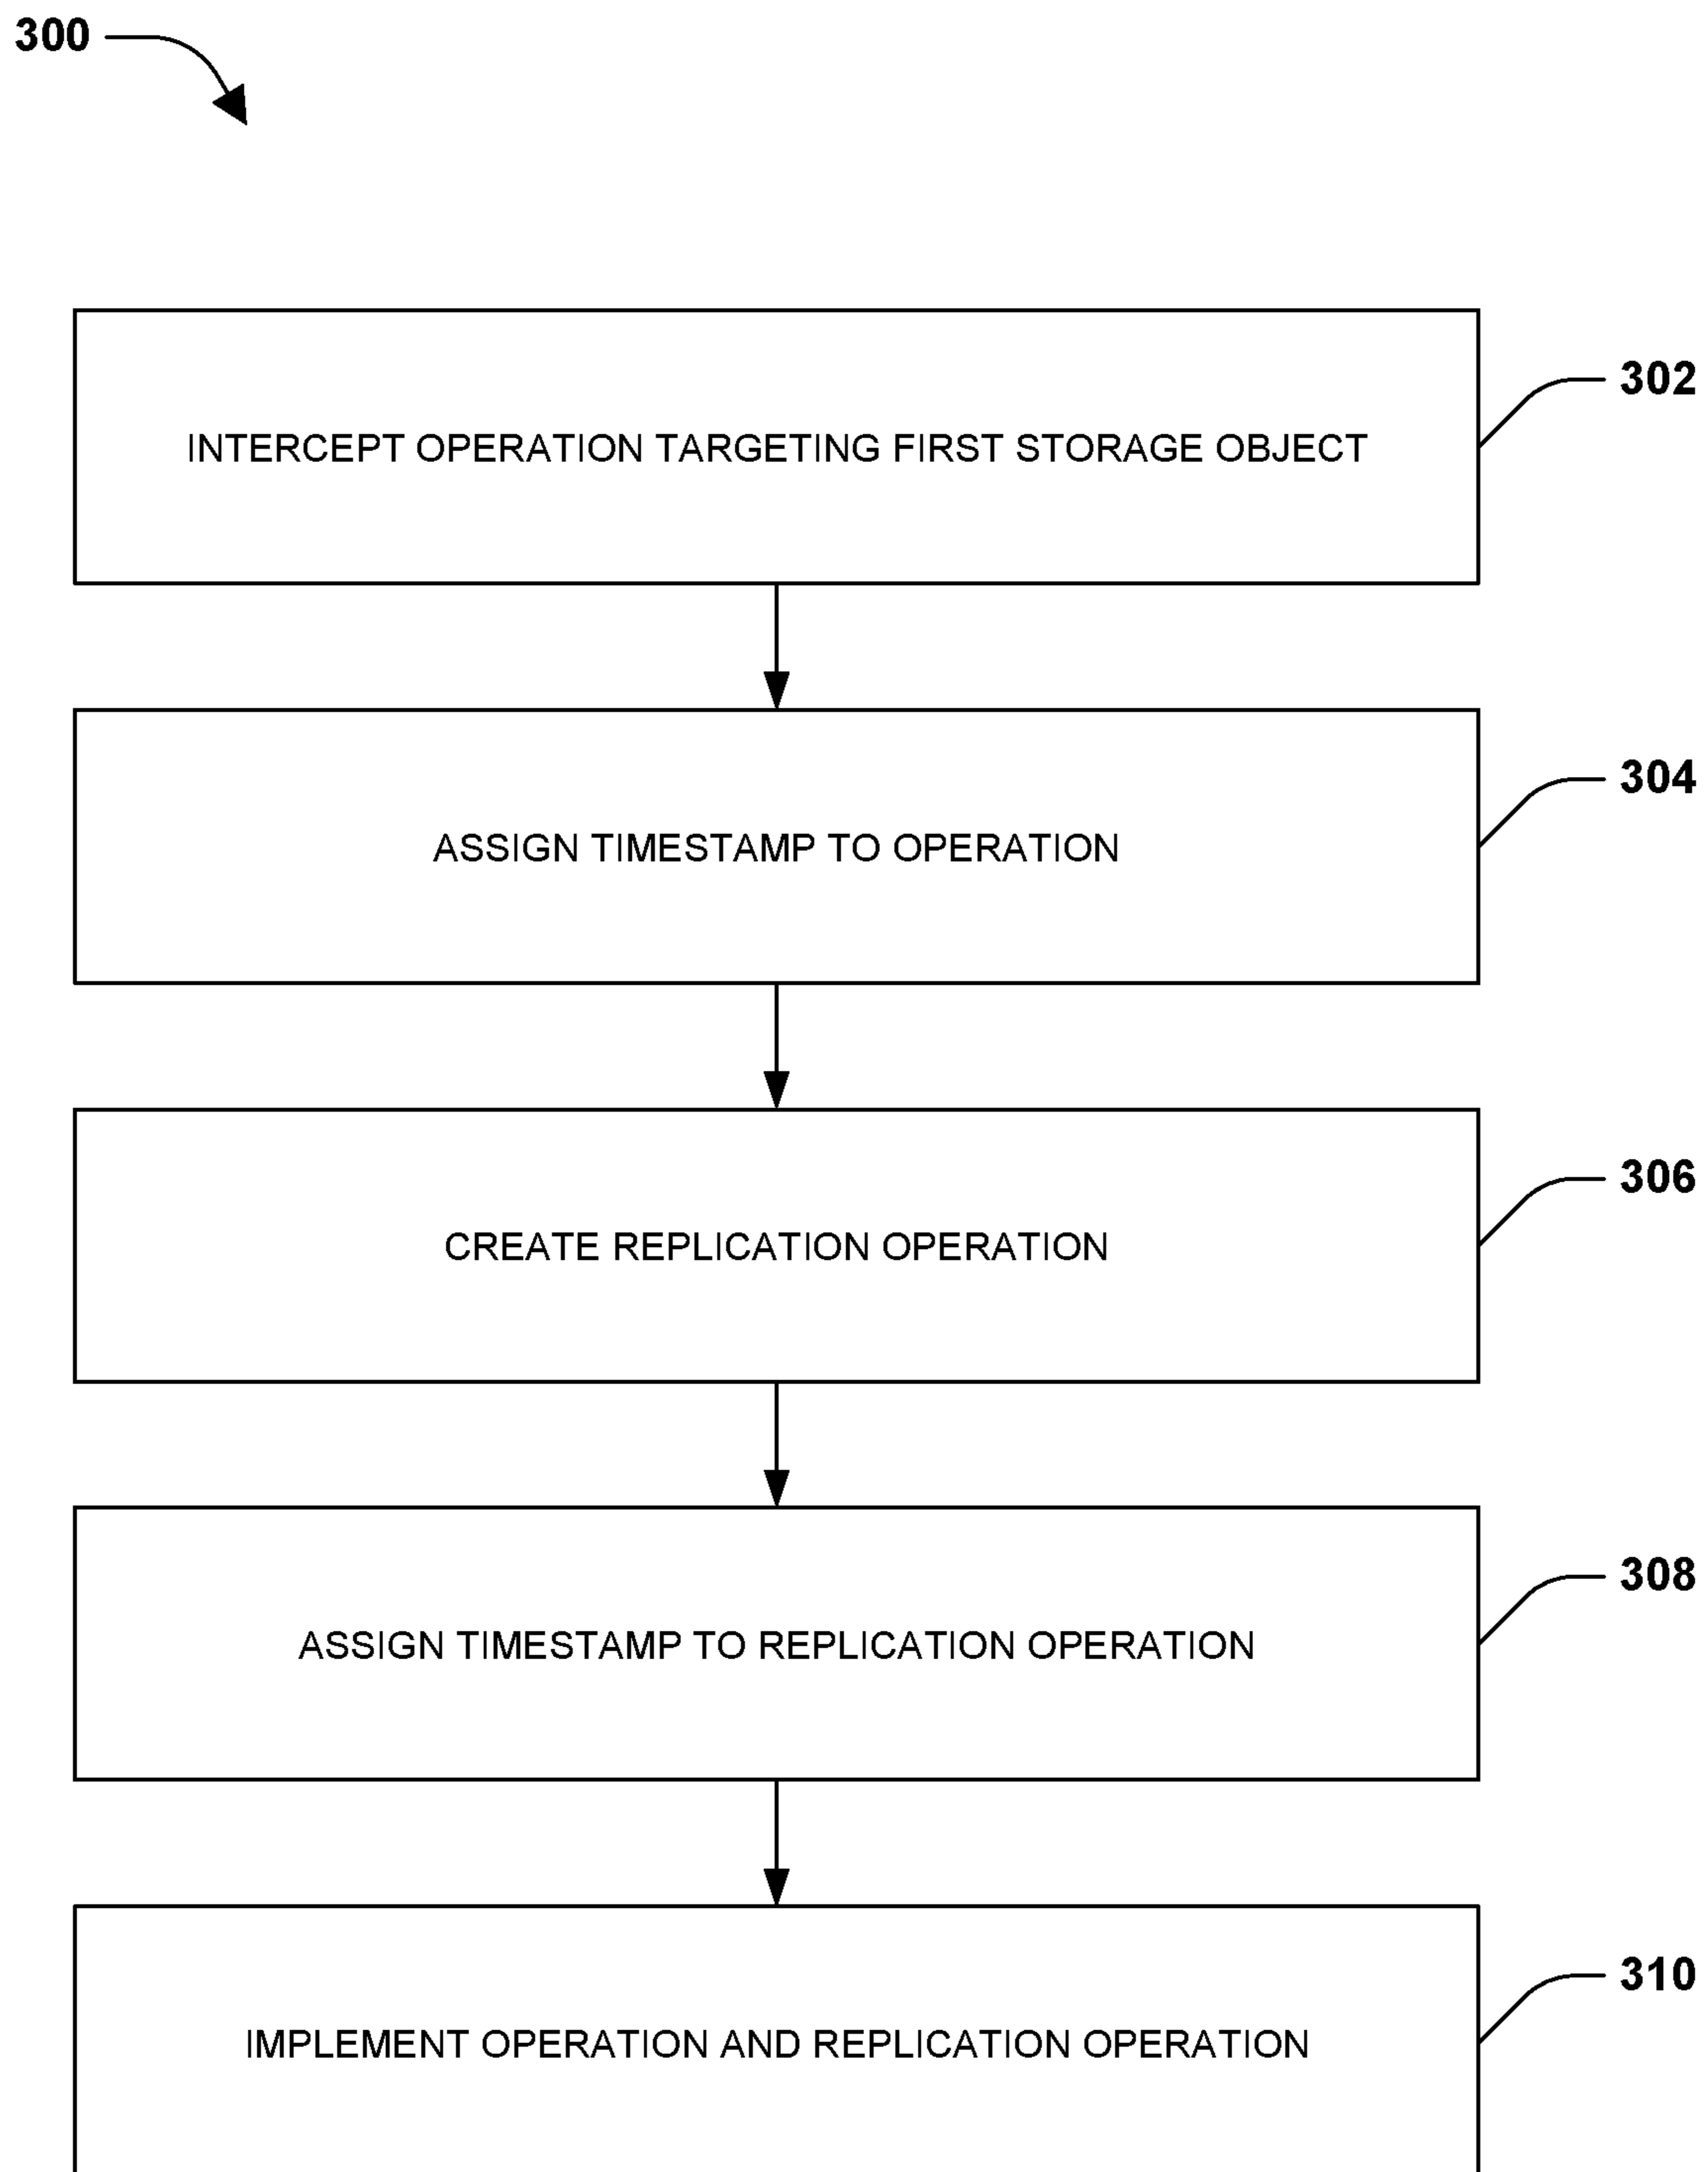 300
302
INTERCEPT OPERATION TARGETING FIRST STORAGE OBJECT
304
ASSIGN TIMESTAMP TO OPERATION
306
CREATE REPLICATION OPERATION
308
ASSIGN TIMESTAMP TO REPLICATION OPERATION
310
IMPLEMENT OPERATION AND REPLICATION OPERATION